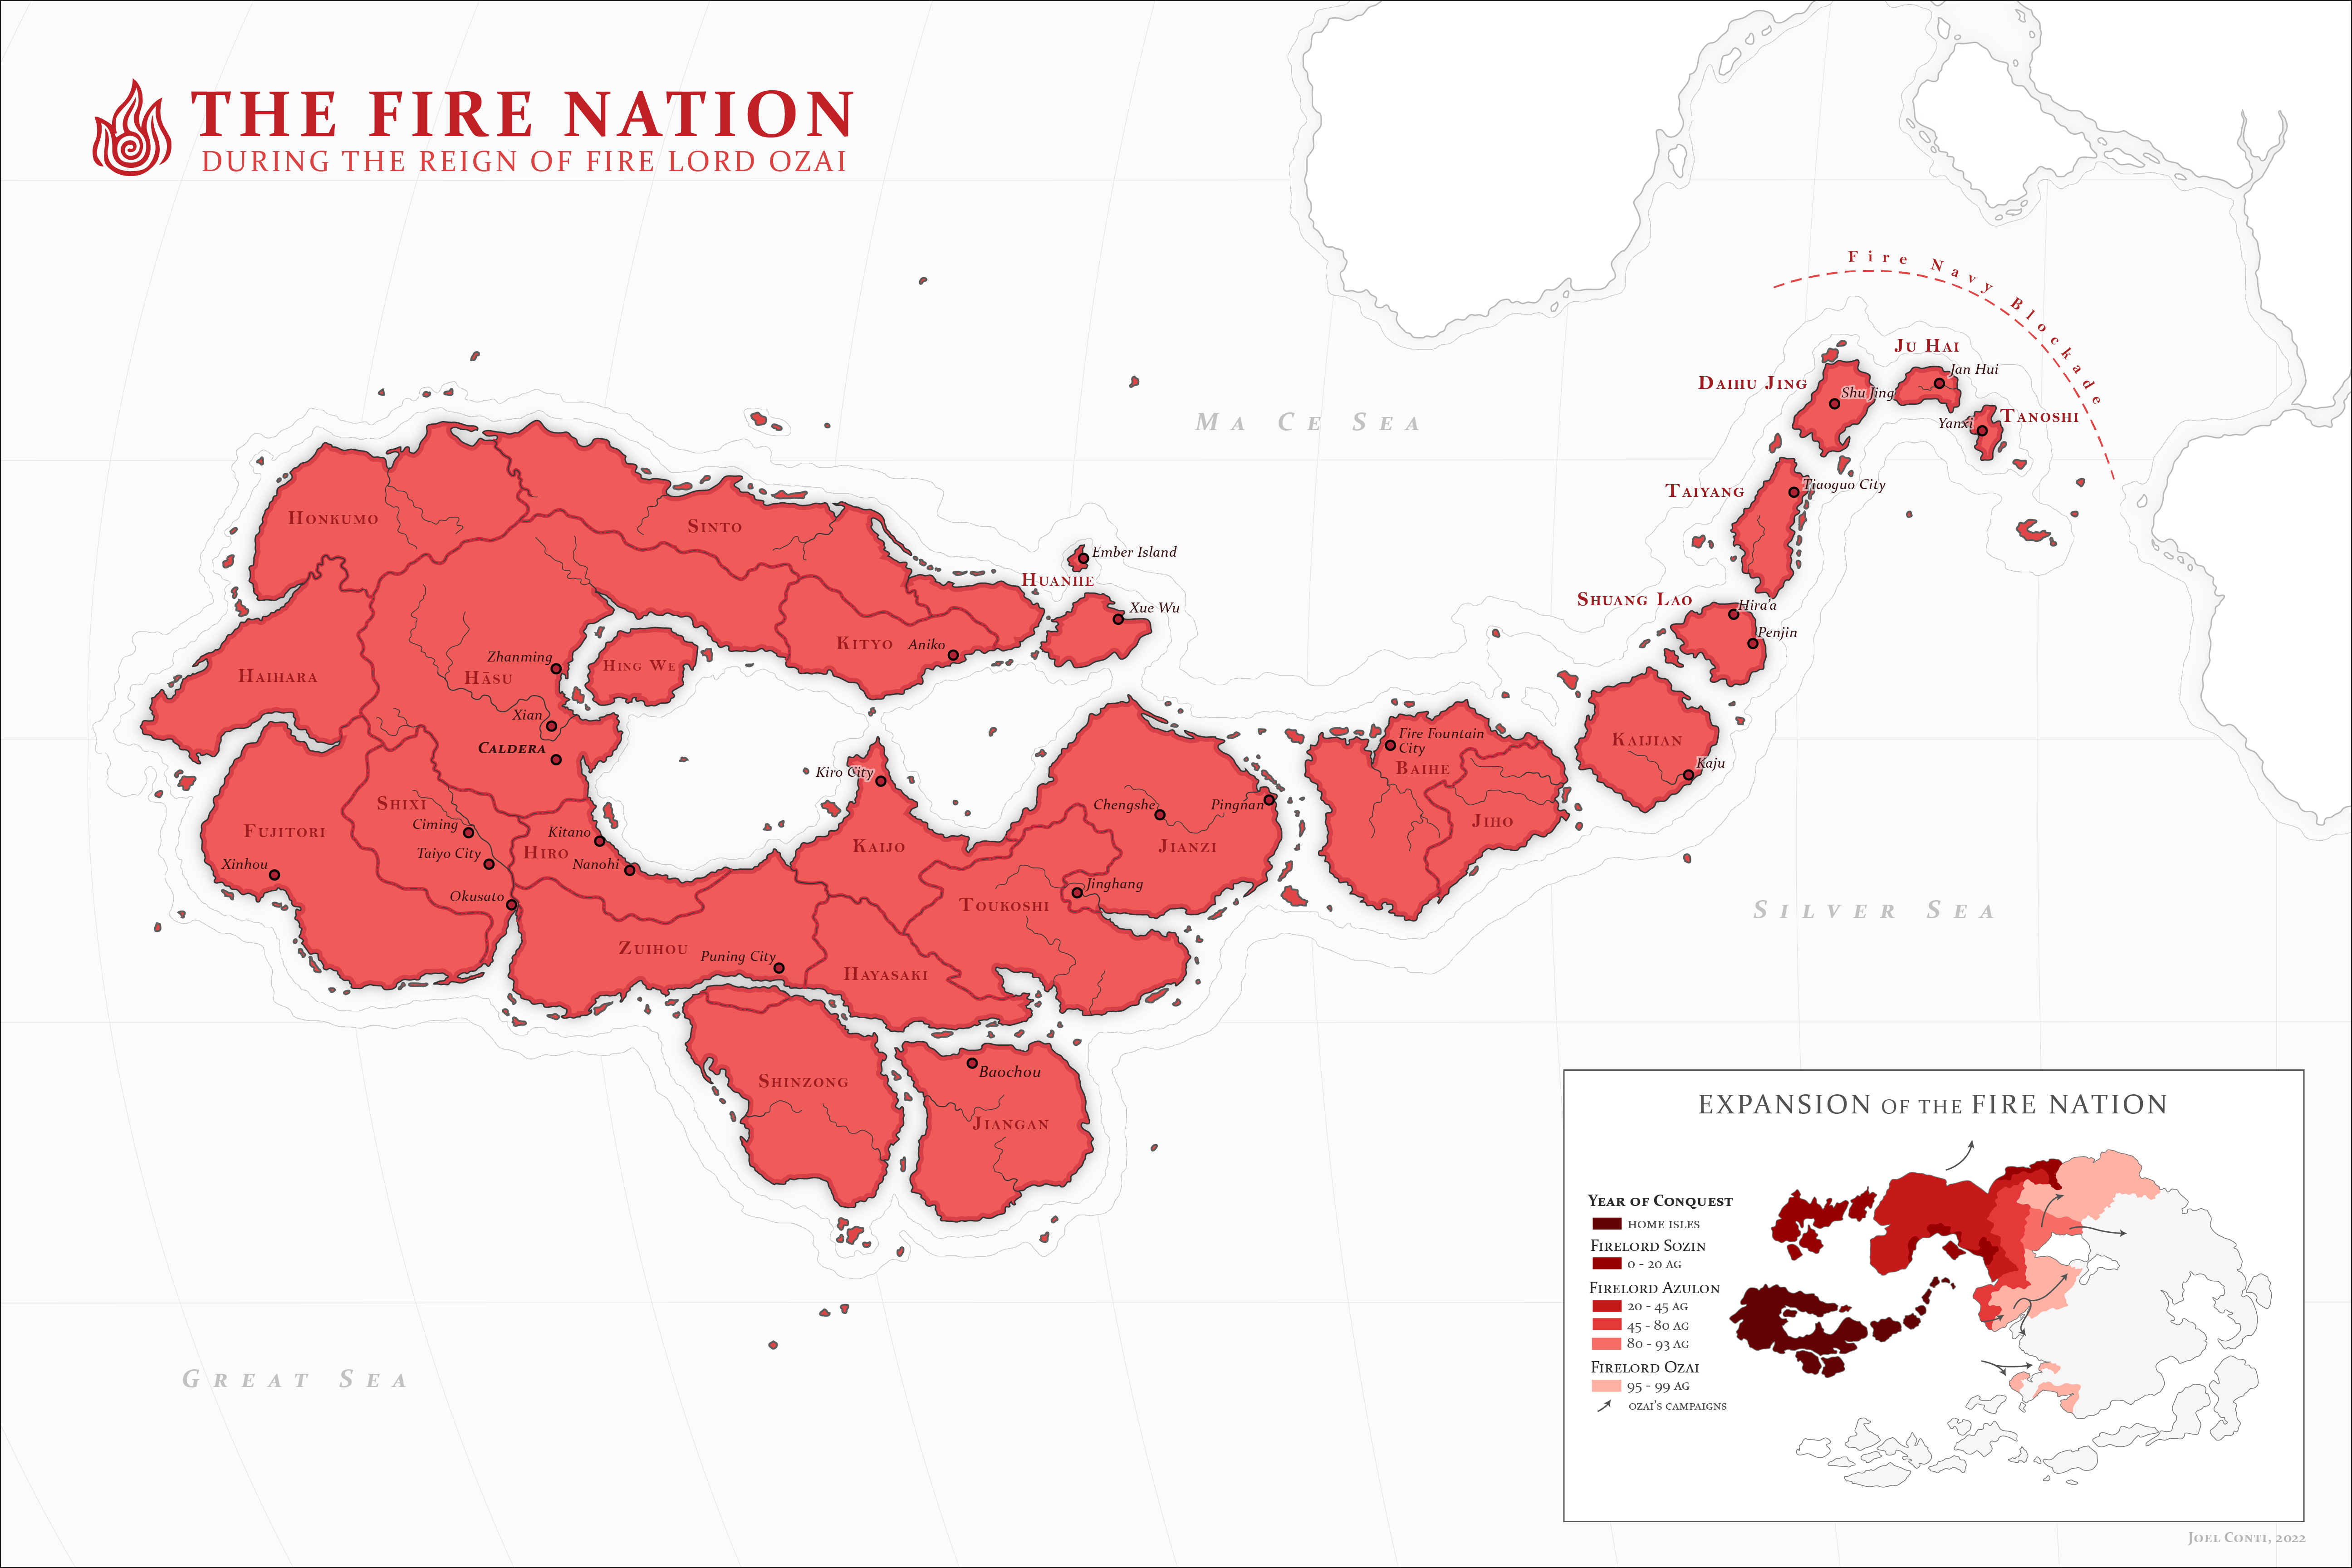 THE FIRE NATION
DURING THE REIGN OF FIRE LORD OZAI
Fire Navy Blockade
Ju Hai
Jan Hui
Daihu Jing
Shu Jing
Tanoshi
Yanxi
Ma Ce Sea
Taiyang
Tiaoguo City
Honkumo
Sinto
Ember Island
Huanhe
Shuang Lao
Hira'a
Xue Wu
Penjin
Kityo
Aniko
Zhanming
Hing We
Haihara
Hāsu
Xian
Caldera
Fire Fountain
City
Baihe
Kaijian
Kaju
Kiro City
Shixi
Chengshe
Pingnan
Ciming
Fujitori
Kitano
Jiho
Hiro
Kaijo
Jianzi
Taiyo City
Xinhou
Nanohi
Jinghang
Okusato
Toukoshi
Silver Sea
Zuihou
Puning City
Hayasaki
Shinzong
Baochou
Jiangan
Great Sea
EXPANSION OF THE FIRE NATION
Year of Conquest
HOME ISLES
Firelord Sozin
0 - 20 AG
Firelord Azulon
20 - 45 AG
45 - 80 AG
80 - 93 AG
Firelord Ozai
95 - 99 AG
OZAI'S CAMPAIGNS
Joel Conti, 2022